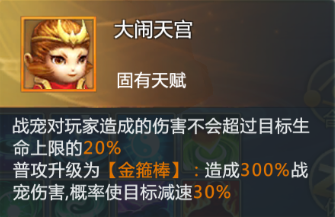 大闹天宫
固有天赋
战宠对玩家造成的伤害不会超过目标生
命上限的20%
普攻升级为【金箍棒】:造成300%战
宠伤害,概率使目标减速30%